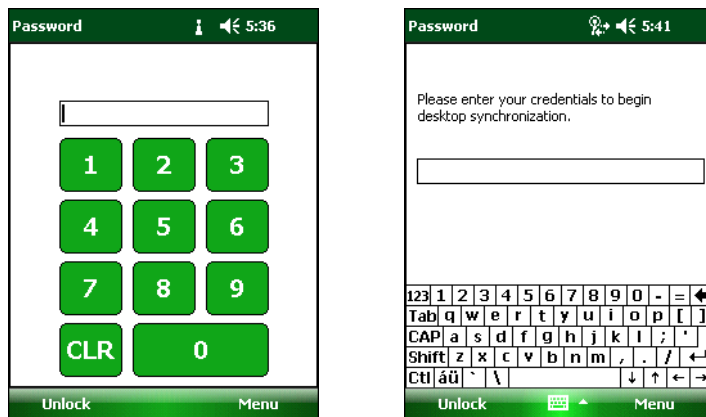 Password 5:36
1 2 3
4 5 6
7 8 9
CLR 0
Unlock Menu
Password 5:41
Please enter your credentials to begin
desktop synchronization.
123 1 2 3 4 5 6 7 8 9 0 - =
Tab q w e r t y u i o p [ ]
CAP a s d f g h j k l ; '
Shift z x c v b n m , . /
Ctl áü ` \
Unlock Menu